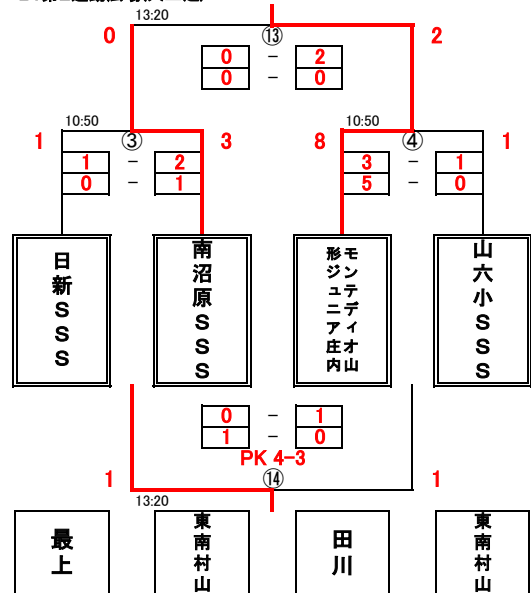 13:20
0 ⑬ 2
0 - 2
0 - 0
10:50 10:50
1 ③ 3 8 ④ 1
1 - 2 3 - 1
0 - 1 5 - 0
日新SSS
南沼原SSS
モンテディオ山
形ジュニア庄内
山六小SSS
0 - 1
1 - 0
PK 4-3
1 ⑭ 1
13:20
最上
東南村山
田川
東南村山